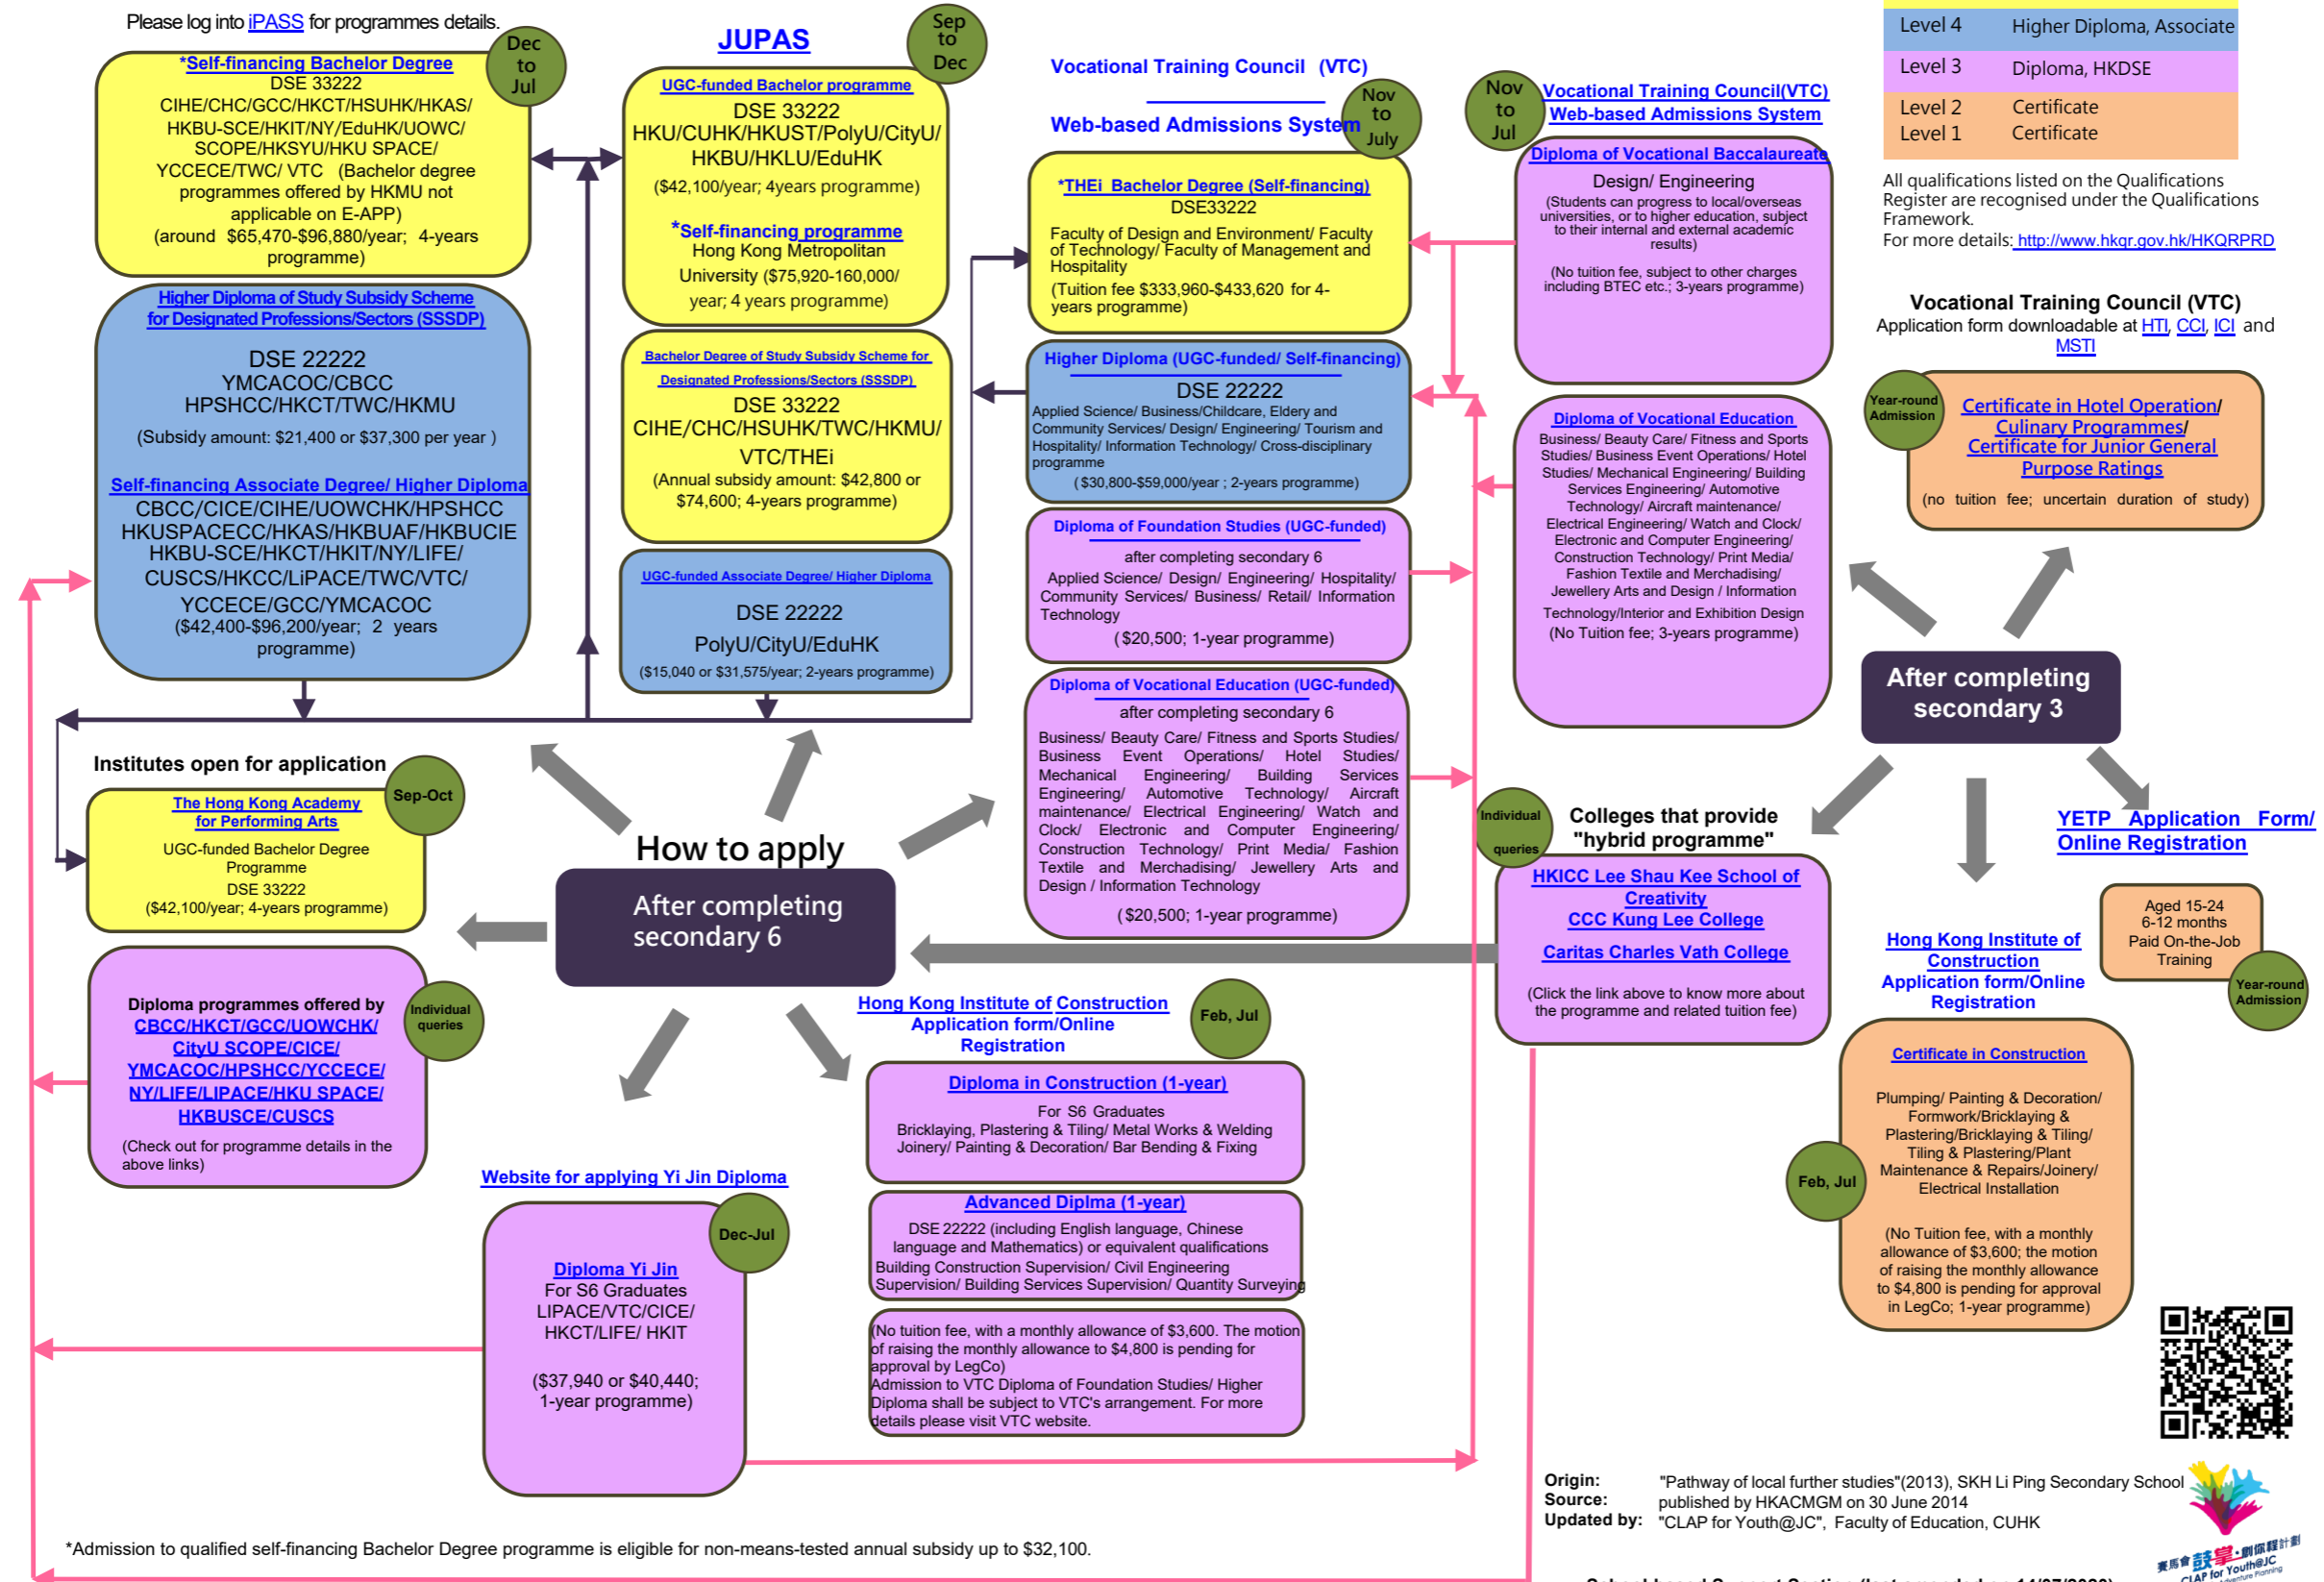 Please log into iPASS for programmes details.
Dec
to
Jul
*Self-financing Bachelor Degree
DSE 33222
CIHE/CHC/GCC/HKCT/HSUHK/HKAS/
HKBU-SCE/HKIT/NY/EduHK/UOWC/
SCOPE/HKSYU/HKU SPACE/
YCCECE/TWC/ VTC (Bachelor degree
programmes offered by HKMU not
applicable on E-APP)
(around $65,470-$96,880/year; 4-years
programme)
Higher Diploma of Study Subsidy Scheme
for Designated Professions/Sectors (SSSDP)
DSE 22222
YMCACOC/CBCC
HPSHCC/HKCT/TWC/HKMU
(Subsidy amount: $21,400 or $37,300 per year )
Self-financing Associate Degree/ Higher Diploma
CBCC/CICE/CIHE/UOWCHK/HPSHCC
HKUSPACECC/HKAS/HKBUAF/HKBUCIE
HKBU-SCE/HKCT/HKIT/NY/LIFE/
CUSCS/HKCC/LiPACE/TWC/VTC/
YCCECE/GCC/YMCACOC
($42,400-$96,200/year; 2 years
programme)
JUPAS
Sep
to
Dec
UGC-funded Bachelor programme
DSE 33222
HKU/CUHK/HKUST/PolyU/CityU/
HKBU/HKLU/EduHK
($42,100/year; 4years programme)
*Self-financing programme
Hong Kong Metropolitan
University ($75,920-160,000/
year; 4 years programme)
Bachelor Degree of Study Subsidy Scheme for
Designated Professions/Sectors (SSSDP)
DSE 33222
CIHE/CHC/HSUHK/TWC/HKMU/
VTC/THEi
(Annual subsidy amount: $42,800 or
$74,600; 4-years programme)
UGC-funded Associate Degree/ Higher Diploma
DSE 22222
PolyU/CityU/EduHK
($15,040 or $31,575/year; 2-years programme)
Vocational Training Council (VTC)
Web-based Admissions System
Nov
to
July
*THEi Bachelor Degree (Self-financing)
DSE33222
Faculty of Design and Environment/ Faculty
of Technology/ Faculty of Management and
Hospitality
(Tuition fee $333,960-$433,620 for 4-
years programme)
Higher Diploma (UGC-funded/ Self-financing)
DSE 22222
Applied Science/ Business/Childcare, Eldery and
Community Services/ Design/ Engineering/ Tourism and
Hospitality/ Information Technology/ Cross-disciplinary
programme
($30,800-$59,000/year ; 2-years programme)
Diploma of Foundation Studies (UGC-funded)
after completing secondary 6
Applied Science/ Design/ Engineering/ Hospitality/
Community Services/ Business/ Retail/ Information
Technology
($20,500; 1-year programme)
Diploma of Vocational Education (UGC-funded)
after completing secondary 6
Business/ Beauty Care/ Fitness and Sports Studies/
Business Event Operations/ Hotel Studies/
Mechanical Engineering/ Building Services
Engineering/ Automotive Technology/ Aircraft
maintenance/ Electrical Engineering/ Watch and
Clock/ Electronic and Computer Engineering/
Construction Technology/ Print Media/ Fashion
Textile and Merchadising/ Jewellery Arts and
Design / Information Technology
($20,500; 1-year programme)
Nov
to
Jul
Vocational Training Council(VTC)
Web-based Admissions System
Diploma of Vocational Baccalaureate
Design/ Engineering
(Students can progress to local/overseas
universities, or to higher education, subject
to their internal and external academic
results)
(No tuition fee, subject to other charges
including BTEC etc.; 3-years programme)
Diploma of Vocational Education
Business/ Beauty Care/ Fitness and Sports
Studies/ Business Event Operations/ Hotel
Studies/ Mechanical Engineering/ Building
Services Engineering/ Automotive
Technology/ Aircraft maintenance/
Electrical Engineering/ Watch and Clock/
Electronic and Computer Engineering/
Construction Technology/ Print Media/
Fashion Textile and Merchadising/
Jewellery Arts and Design / Information
Technology/Interior and Exhibition Design
(No Tuition fee; 3-years programme)
Level 4 Higher Diploma, Associate
Level 3 Diploma, HKDSE
Level 2 Certificate
Level 1 Certificate
All qualifications listed on the Qualifications
Register are recognised under the Qualifications
Framework.
For more details: http://www.hkqr.gov.hk/HKQRPRD
Vocational Training Council (VTC)
Application form downloadable at HTI, CCI, ICI and
MSTI
Year-round
Admission
Certificate in Hotel Operation/
Culinary Programmes/
Certificate for Junior General
Purpose Ratings
(no tuition fee; uncertain duration of study)
After completing
secondary 3
YETP Application Form/
Online Registration
Aged 15-24
6-12 months
Paid On-the-Job
Training
Year-round
Admission
Hong Kong Institute of
Construction
Application form/Online
Registration
Certificate in Construction
Plumping/ Painting & Decoration/
Formwork/Bricklaying &
Plastering/Bricklaying & Tiling/
Tiling & Plastering/Plant
Maintenance & Repairs/Joinery/
Electrical Installation
(No Tuition fee, with a monthly
allowance of $3,600; the motion
of raising the monthly allowance
to $4,800 is pending for approval
in LegCo; 1-year programme)
Feb, Jul
Individual
queries
Colleges that provide
"hybrid programme"
HKICC Lee Shau Kee School of
Creativity
CCC Kung Lee College
Caritas Charles Vath College
(Click the link above to know more about
the programme and related tuition fee)
Institutes open for application
Sep-Oct
The Hong Kong Academy
for Performing Arts
UGC-funded Bachelor Degree
Programme
DSE 33222
($42,100/year; 4-years programme)
How to apply
After completing
secondary 6
Individual
queries
Diploma programmes offered by
CBCC/HKCT/GCC/UOWCHK/
CityU SCOPE/CICE/
YMCACOC/HPSHCC/YCCECE/
NY/LIFE/LIPACE/HKU SPACE/
HKBUSCE/CUSCS
(Check out for programme details in the
above links)
Website for applying Yi Jin Diploma
Dec-Jul
Diploma Yi Jin
For S6 Graduates
LIPACE/VTC/CICE/
HKCT/LIFE/ HKIT
($37,940 or $40,440;
1-year programme)
Hong Kong Institute of Construction
Application form/Online
Registration
Feb, Jul
Diploma in Construction (1-year)
For S6 Graduates
Bricklaying, Plastering & Tiling/ Metal Works & Welding
Joinery/ Painting & Decoration/ Bar Bending & Fixing
Advanced Diplma (1-year)
DSE 22222 (including English language, Chinese
language and Mathematics) or equivalent qualifications
Building Construction Supervision/ Civil Engineering
Supervision/ Building Services Supervision/ Quantity Surveying
(No tuition fee, with a monthly allowance of $3,600. The motion
of raising the monthly allowance to $4,800 is pending for
approval by LegCo)
Admission to VTC Diploma of Foundation Studies/ Higher
Diploma shall be subject to VTC's arrangement. For more
details please visit VTC website.
Origin: "Pathway of local further studies"(2013), SKH Li Ping Secondary School
Source: published by HKACMGM on 30 June 2014
Updated by: "CLAP for Youth@JC", Faculty of Education, CUHK
賽馬會鼓掌·創你程計劃
CLAP for Youth@JC
*Admission to qualified self-financing Bachelor Degree programme is eligible for non-means-tested annual subsidy up to $32,100.